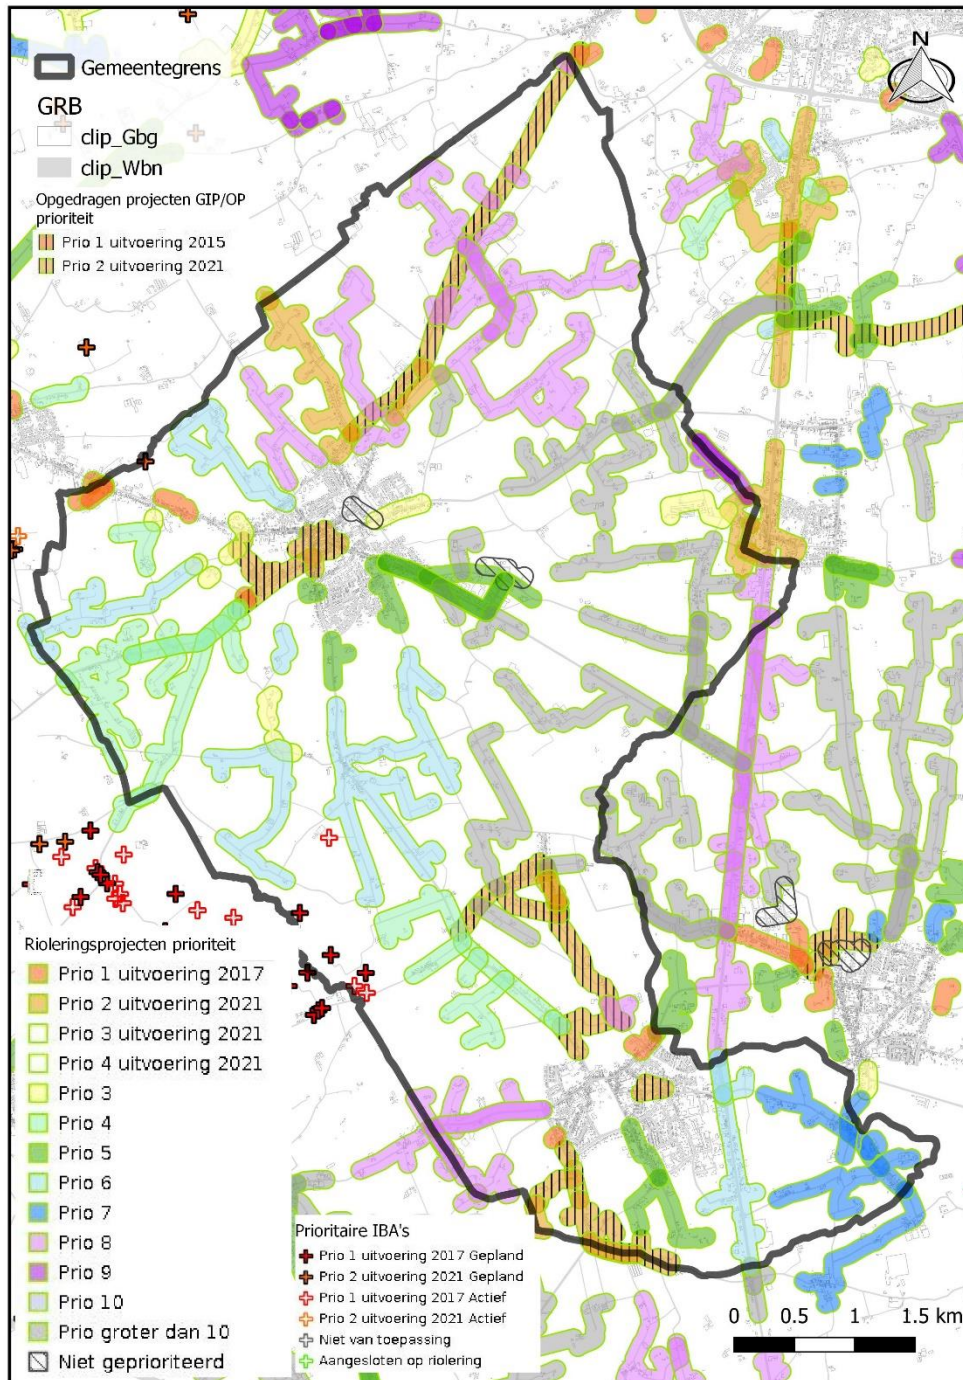 N
Gemeentegrens
GRB
clip_Gbg
clip_Wbn
Opgedragen projecten GIP/OP
prioriteit
Prio 1 uitvoering 2015
Prio 2 uitvoering 2021
Rioleringsprojecten prioriteit
Prio 1 uitvoering 2017
Prio 2 uitvoering 2021
Prio 3 uitvoering 2021
Prio 4 uitvoering 2021
Prio 3
Prio 4
Prio 5
Prio 6
Prio 7
Prio 8
Prio 9
Prio 10
Prio groter dan 10
Niet geprioriteerd
Prioritaire IBA's
Prio 1 uitvoering 2017 Gepland
Prio 2 uitvoering 2021 Gepland
Prio 1 uitvoering 2017 Actief
Prio 2 uitvoering 2021 Actief
Niet van toepassing
Aangesloten op riolering
0 0.5 1 1.5 km